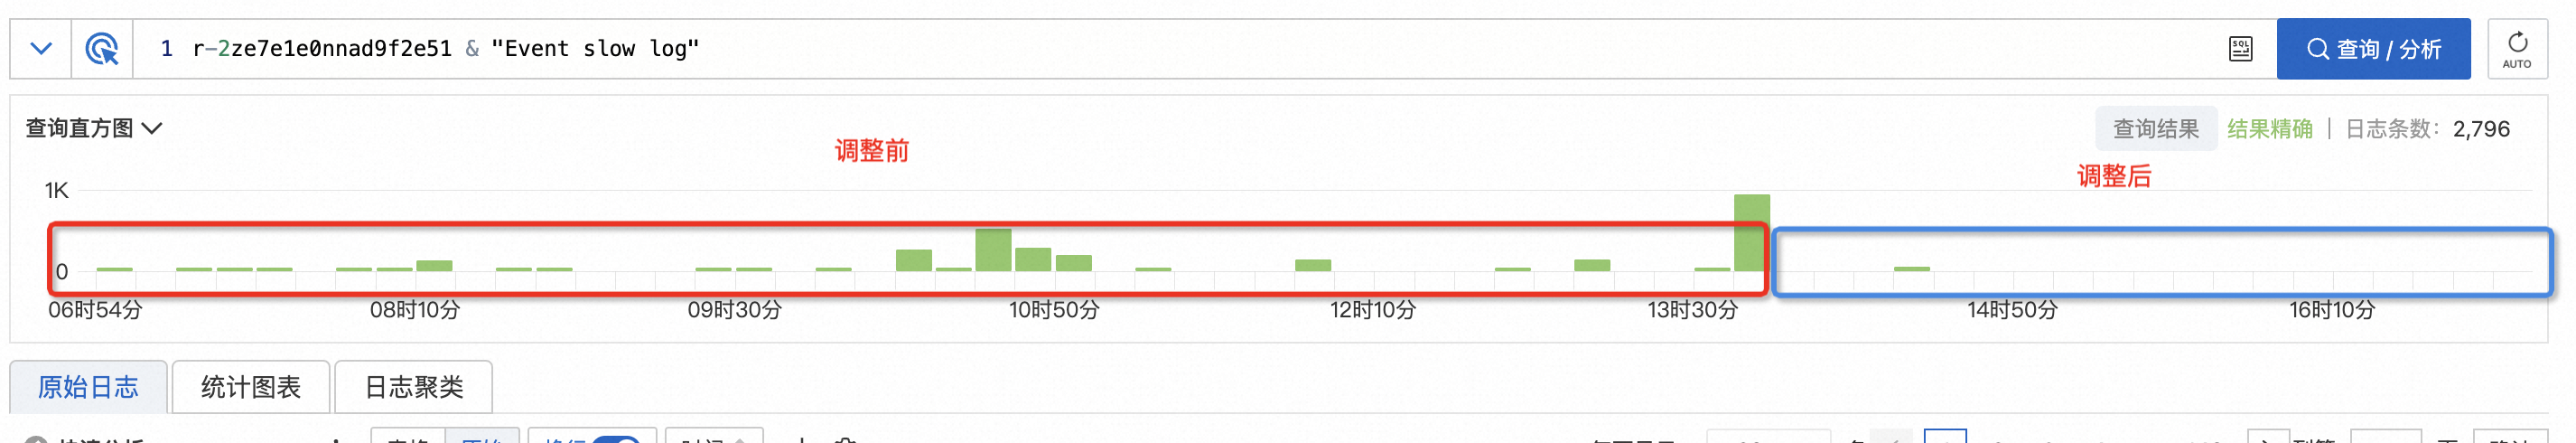 1 r-2ze7e1e0nnad9f2e51 & "Event slow log"
SQL
查询 / 分析
AUTO
查询直方图
查询结果 结果精确 | 日志条数: 2,796
调整前
调整后
1K
0
06时54分 08时10分 09时30分 10时50分 12时10分 13时30分 14时50分 16时10分
原始日志 统计图表 日志聚类